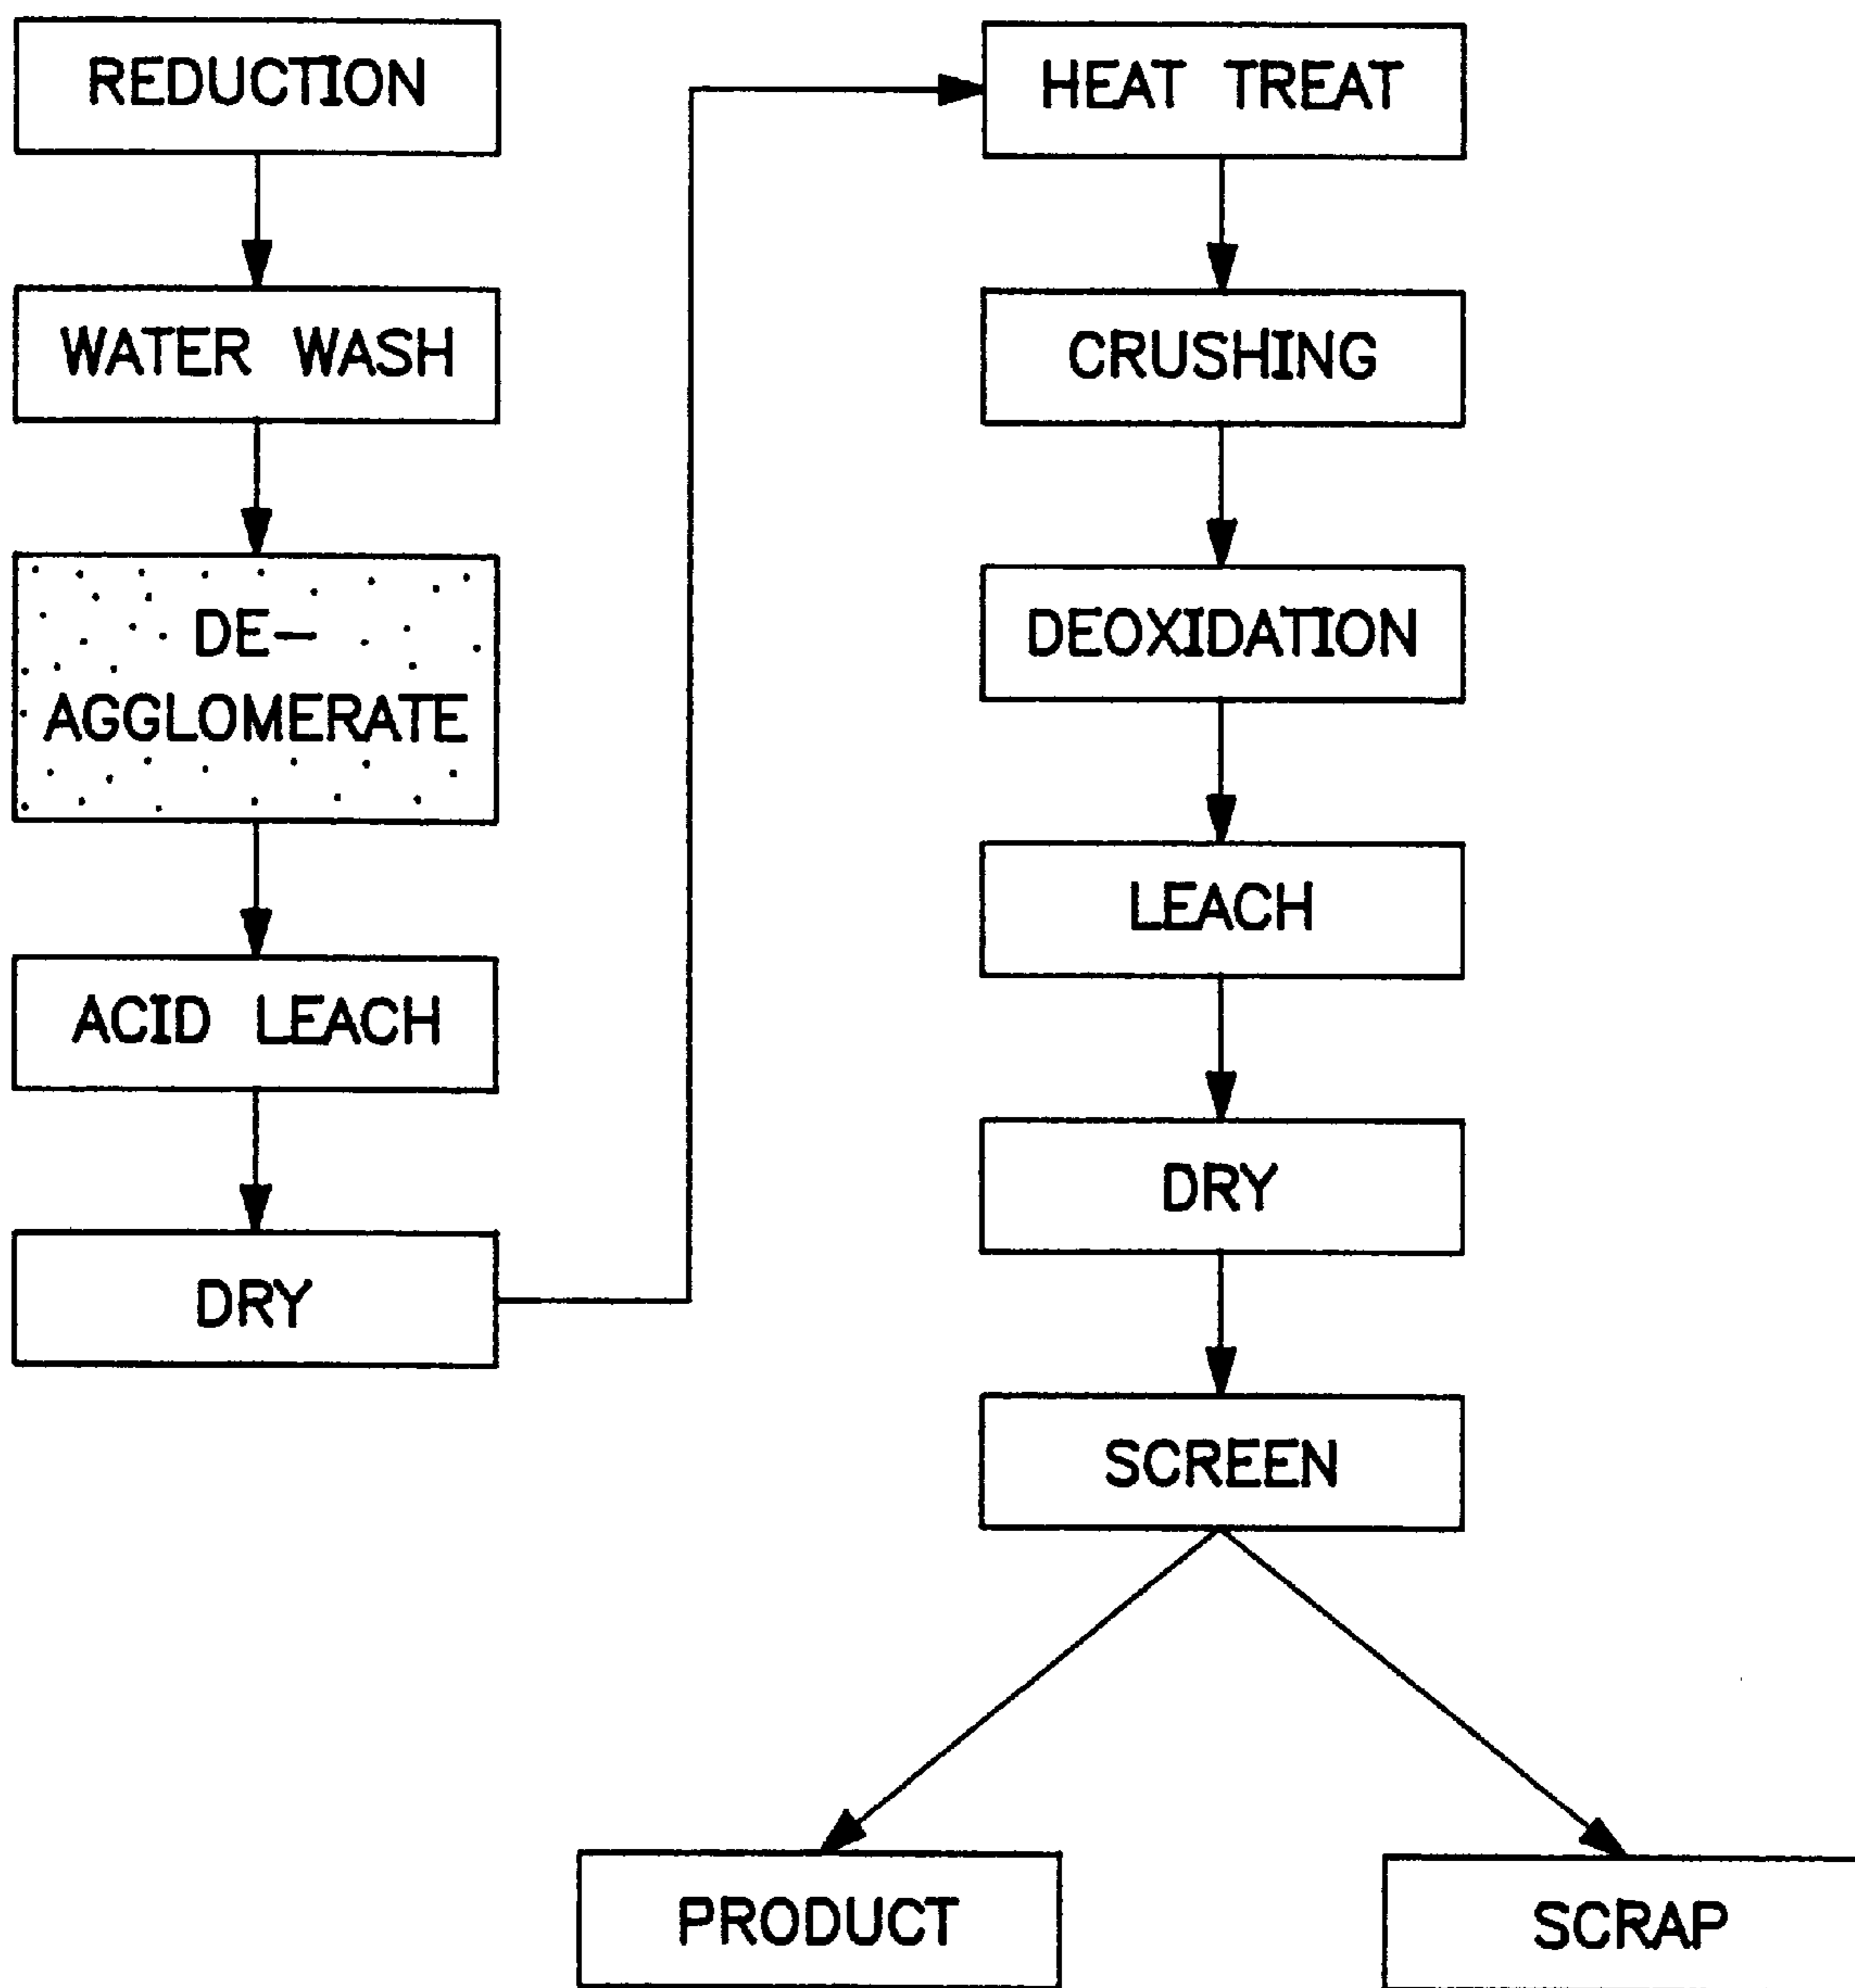 REDUCTION
WATER WASH
DE-
AGGLOMERATE
ACID LEACH
DRY
HEAT TREAT
CRUSHING
DEOXIDATION
LEACH
DRY
SCREEN
PRODUCT
SCRAP